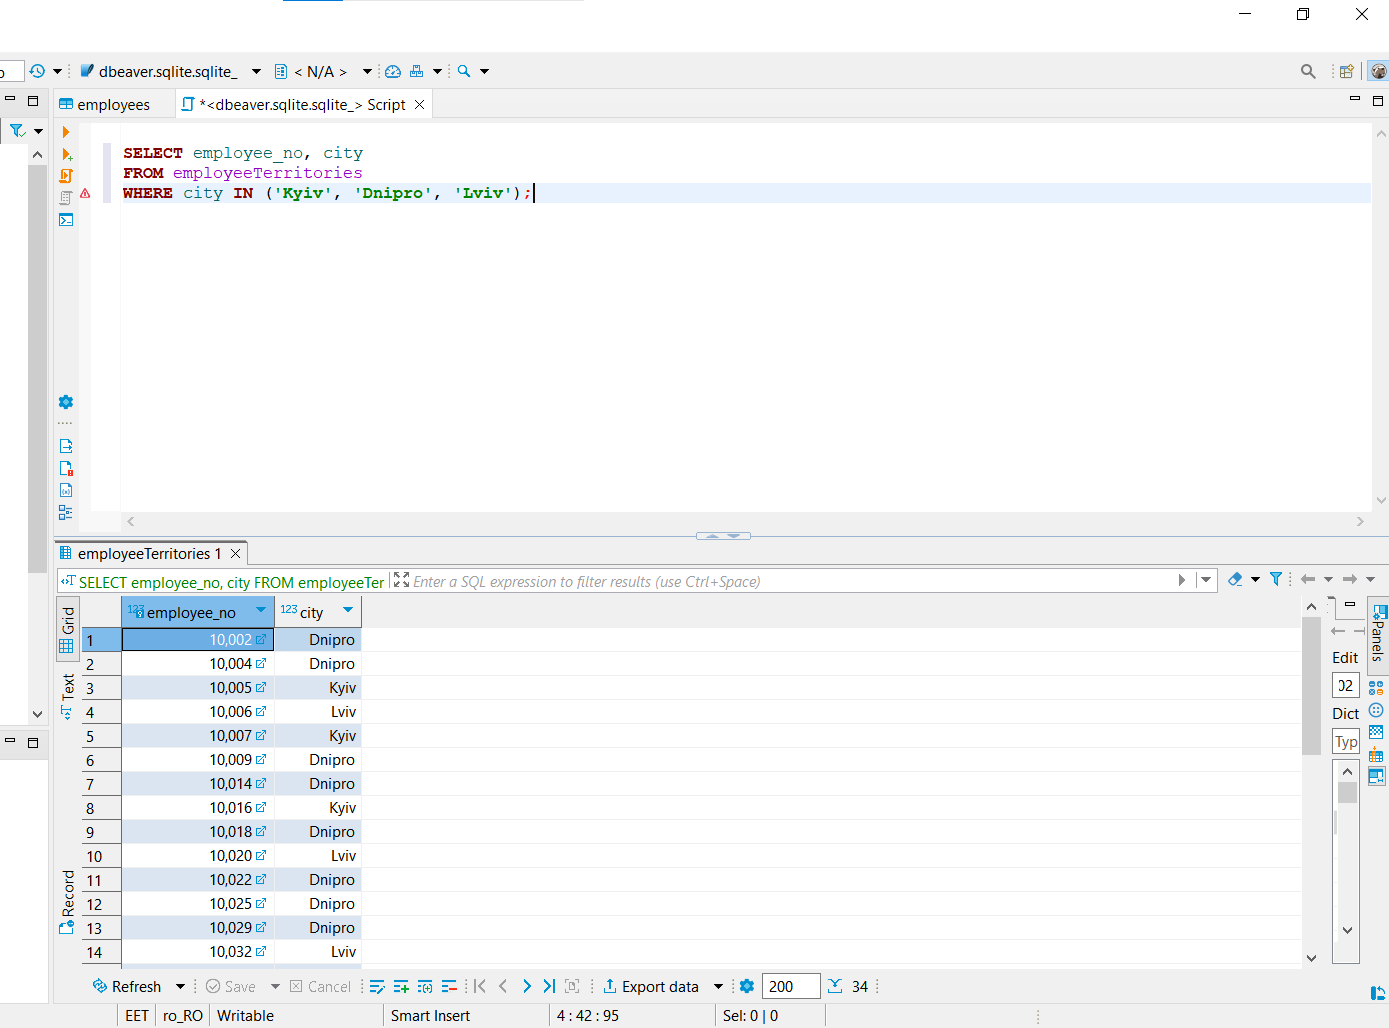 dbeaver.sqlite.sqlite_ < N/A >
employees *<dbeaver.sqlite.sqlite_> Script
SELECT employee_no, city
FROM employeeTerritories
WHERE city IN ('Kyiv', 'Dnipro', 'Lviv');
employeeTerritories 1
SELECT employee_no, city FROM employeeTer Enter a SQL expression to filter results (use Ctrl+Space)
Grid
Text
Record
123 employee_no 123 city
1 10,002 Dnipro
2 10,004 Dnipro
3 10,005 Kyiv
4 10,006 Lviv
5 10,007 Kyiv
6 10,009 Dnipro
7 10,014 Dnipro
8 10,016 Kyiv
9 10,018 Dnipro
10 10,020 Lviv
11 10,022 Dnipro
12 10,025 Dnipro
13 10,029 Dnipro
14 10,032 Lviv
Panels
Edit
02
Dict
Typ
Refresh Save Cancel Export data 200 34
EET ro_RO Writable Smart Insert 4 : 42 : 95 Sel: 0 | 0